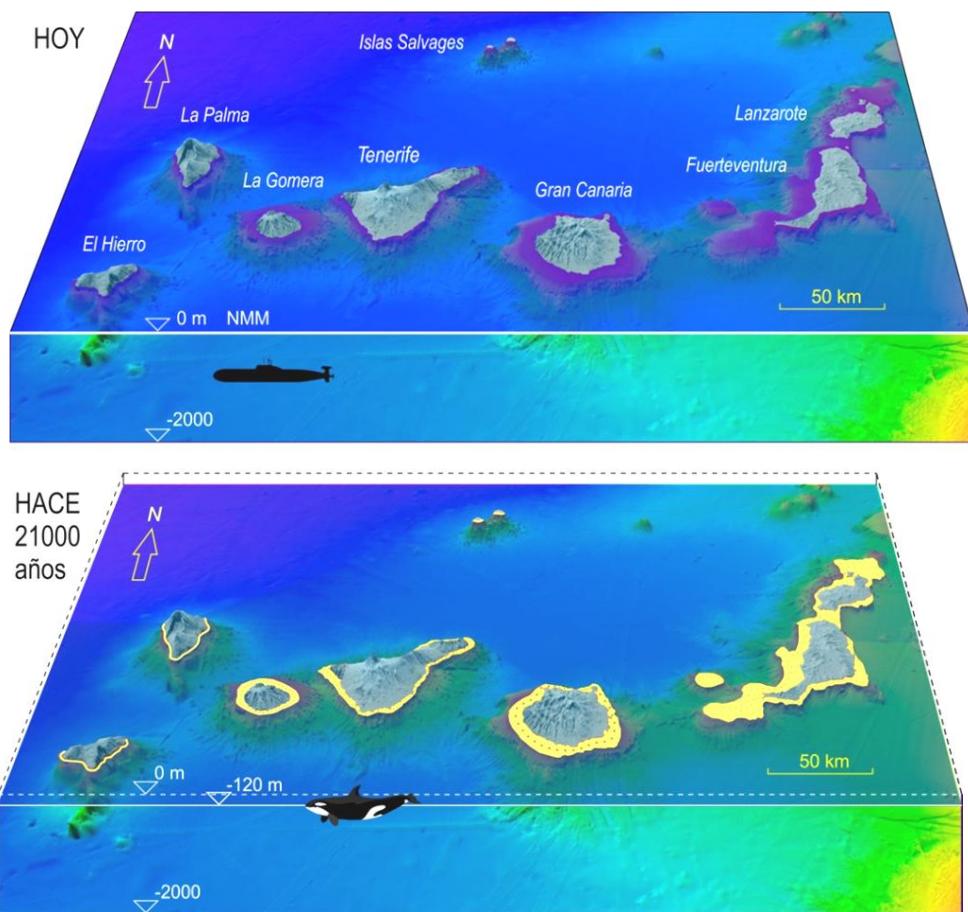 HOY
N
Islas Salvages
La Palma
Lanzarote
Tenerife
Fuerteventura
La Gomera
Gran Canaria
El Hierro
50 km
0 m NMM
-2000
HACE
21000
años
N
50 km
0 m
-120 m
-2000